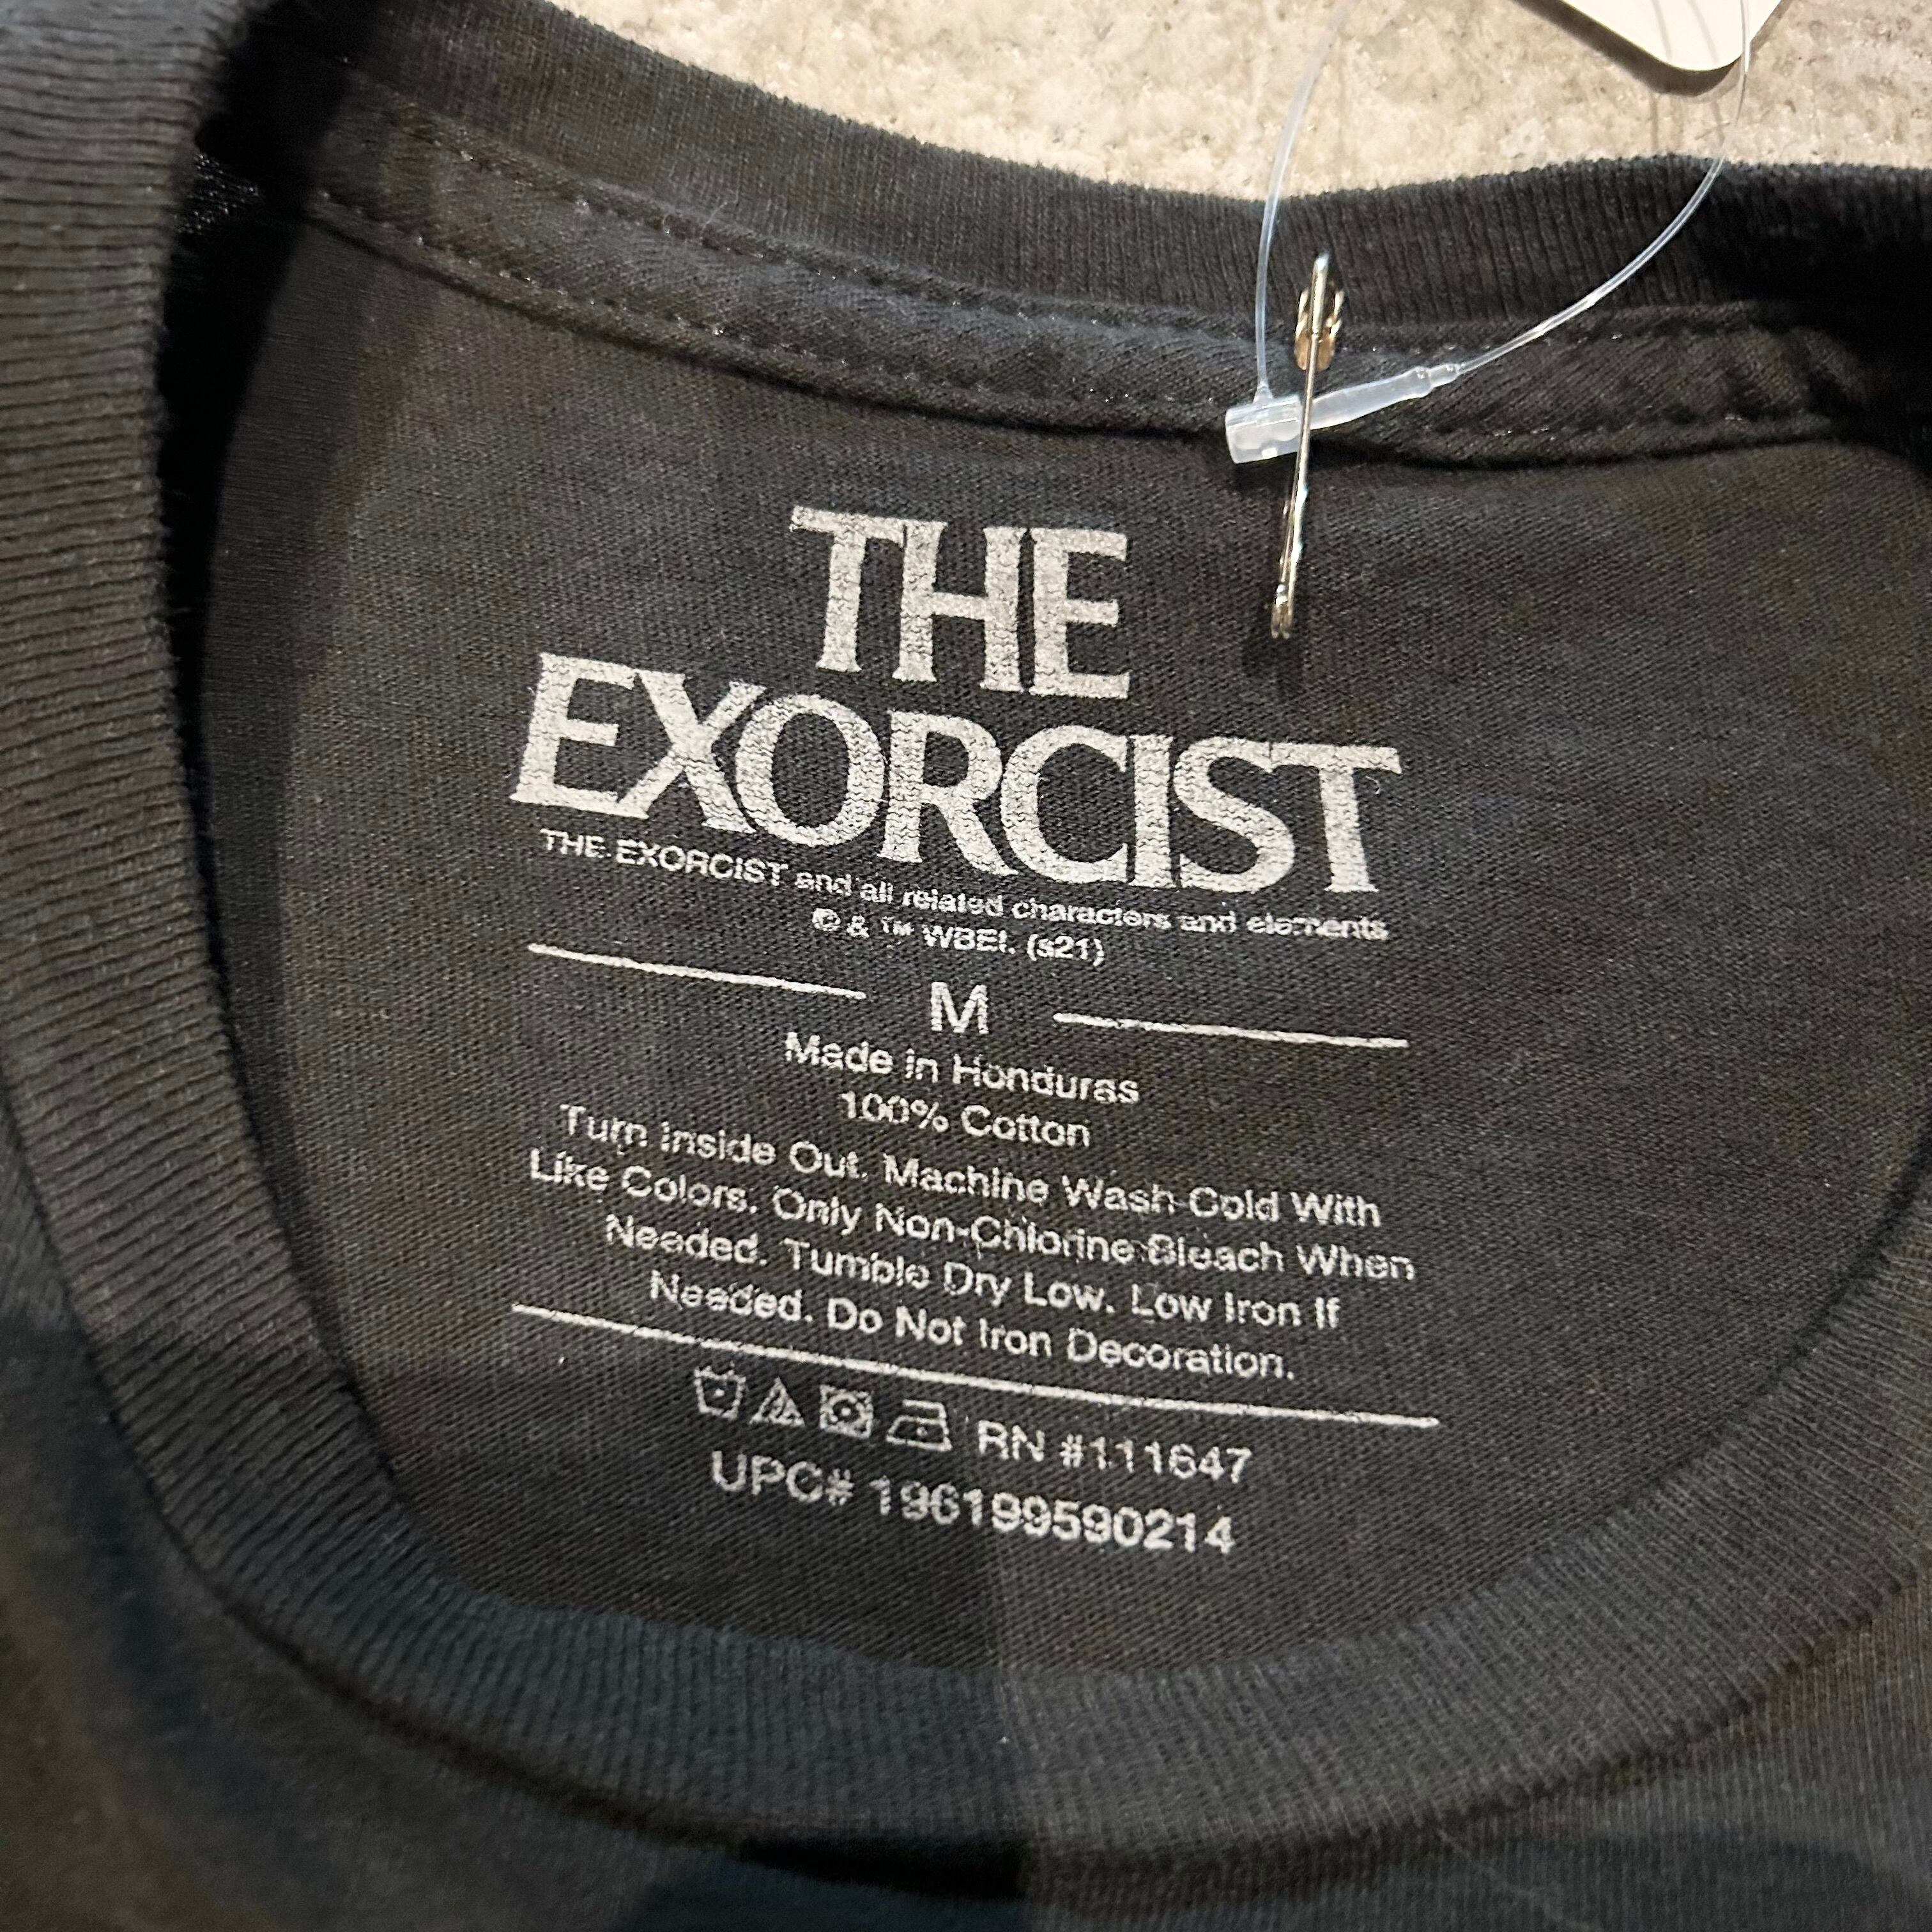 THE
EXORCIST
THE EXORCIST and all related characters and elements
© & ™ WBEI. (s21)
M
Made in Honduras
100% Cotton
Turn Inside Out. Machine Wash Cold With
Like Colors. Only Non-Chlorine Bleach When
Needed. Tumble Dry Low. Low Iron If
Needed. Do Not Iron Decoration.
RN #111647
UPC# 196199590214